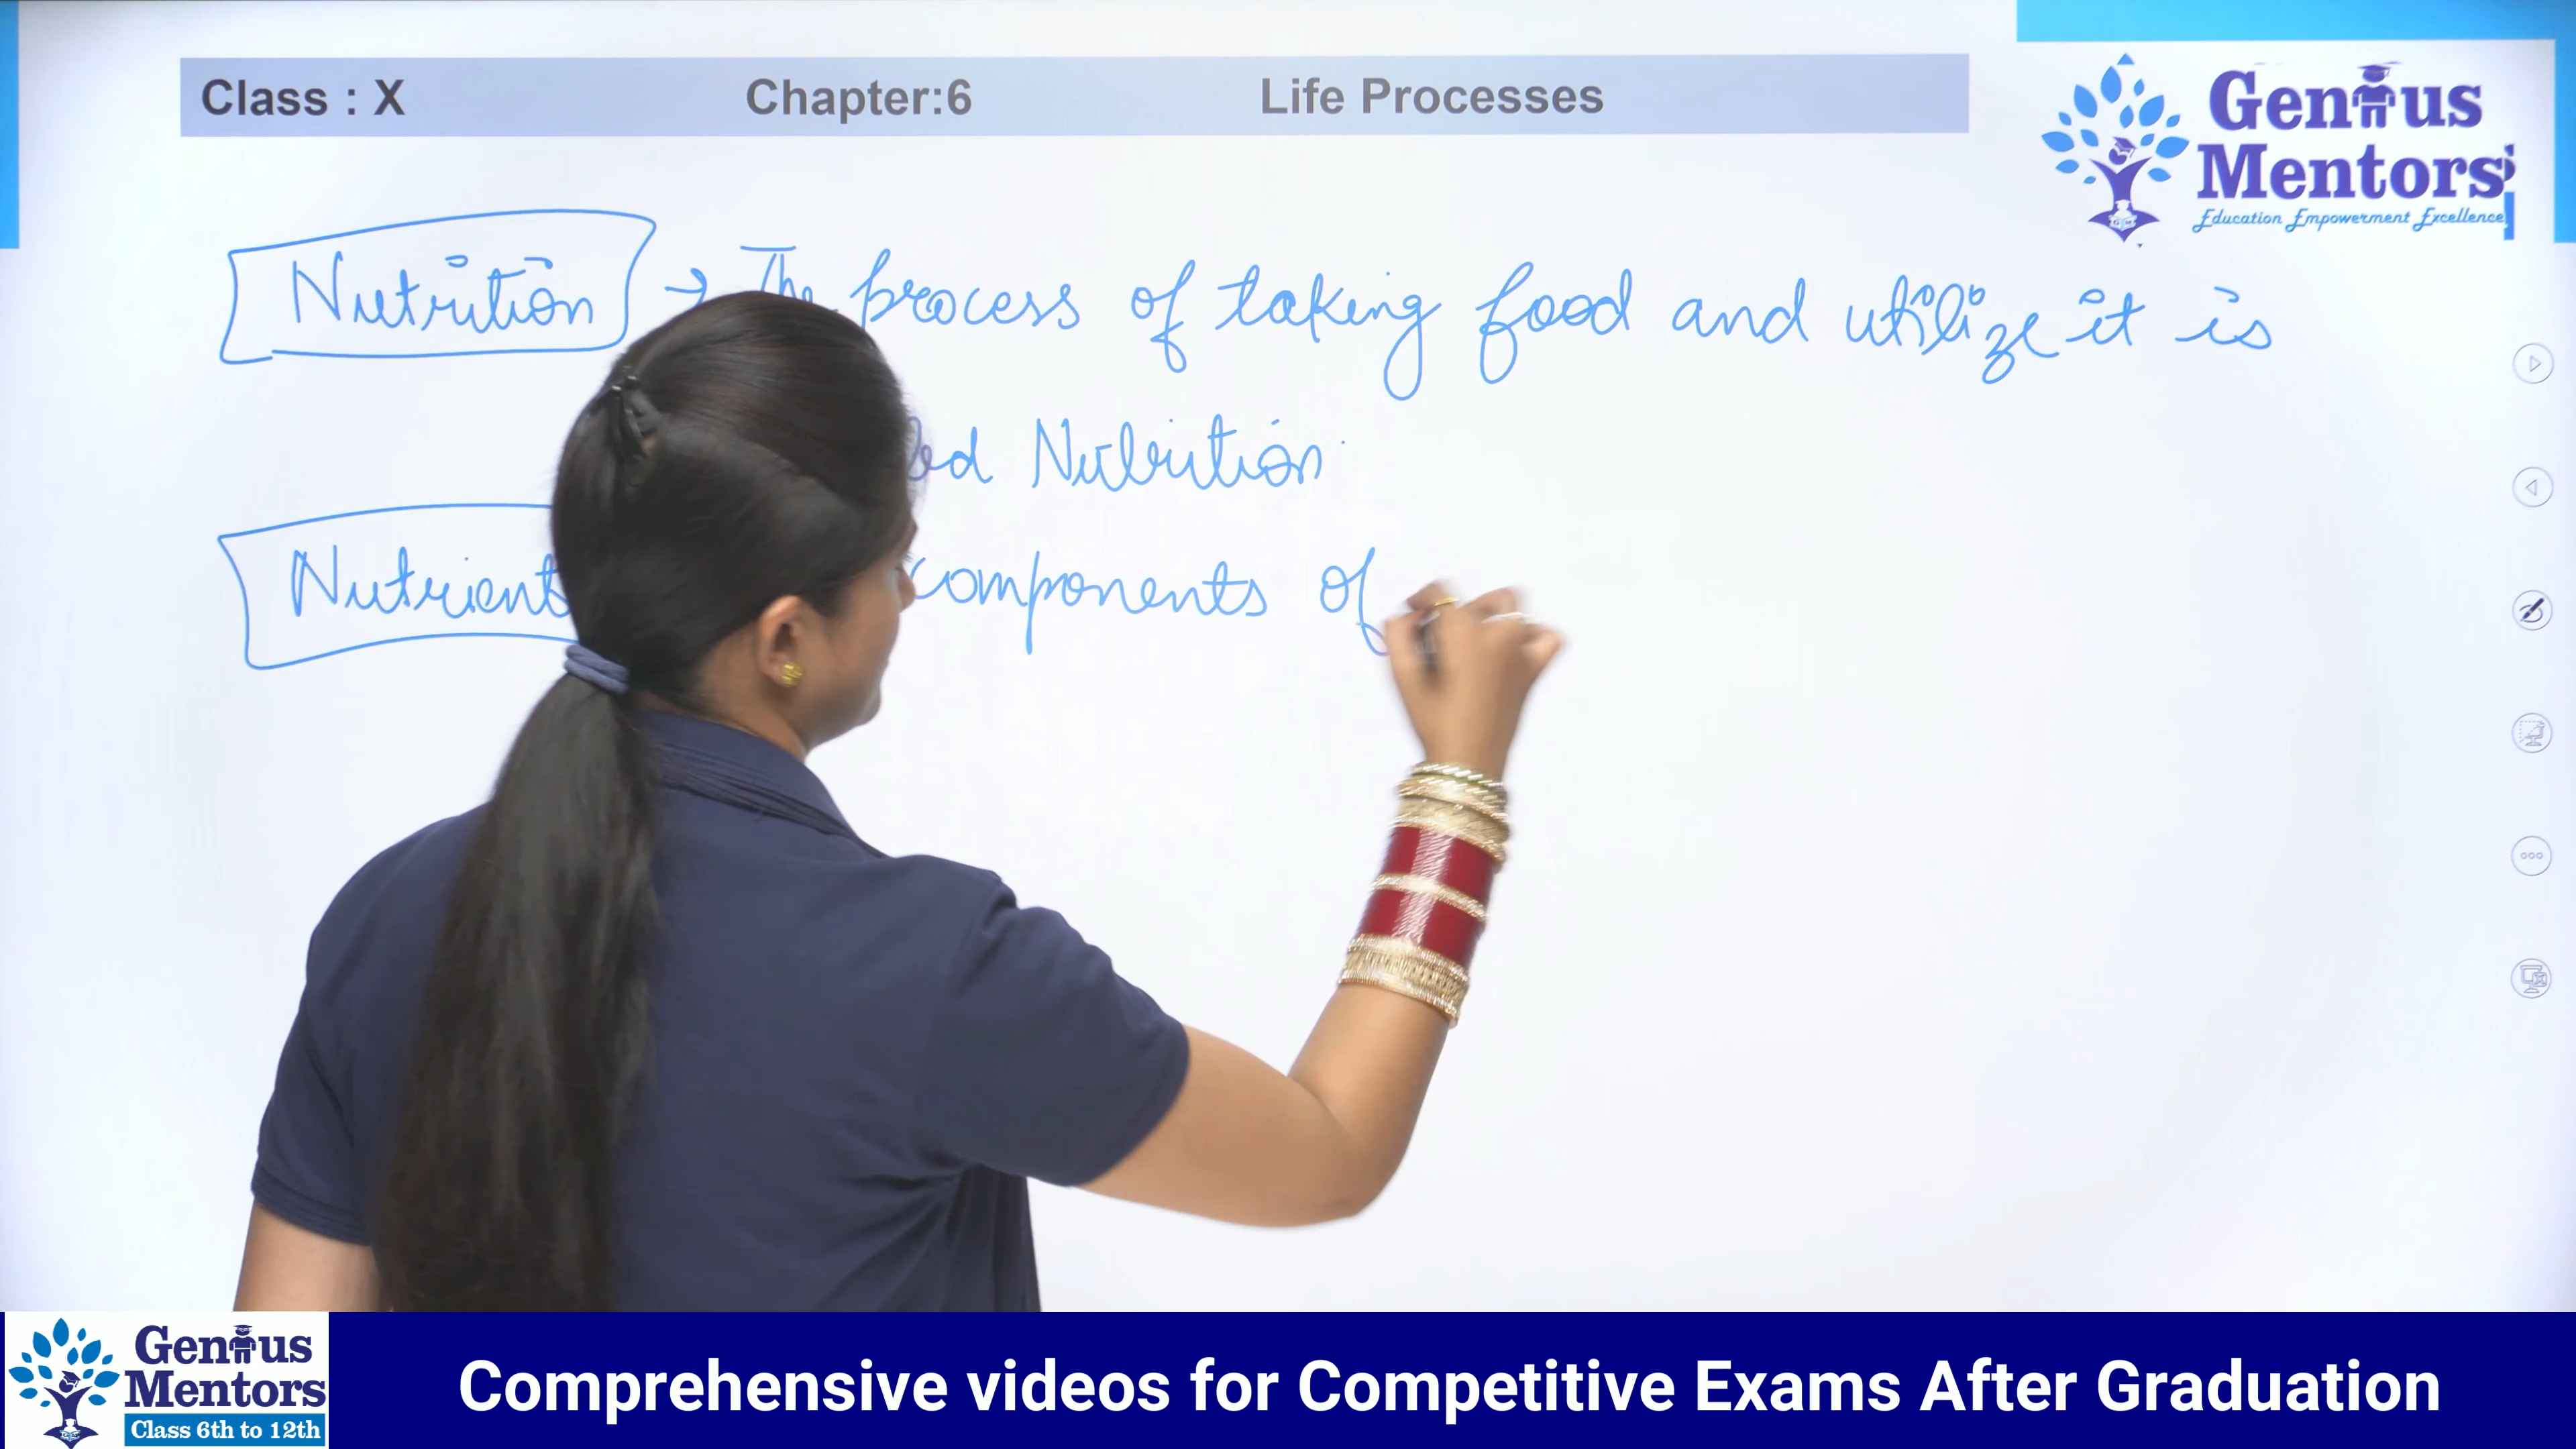 Class : X Chapter:6 Life Processes
Genius
Mentors
Education Empowerment Excellence
Nutrition → The process of taking food and utilize it is
Nutrition
Nutrient components of
Genius
Mentors
Class 6th to 12th
Comprehensive videos for Competitive Exams After Graduation